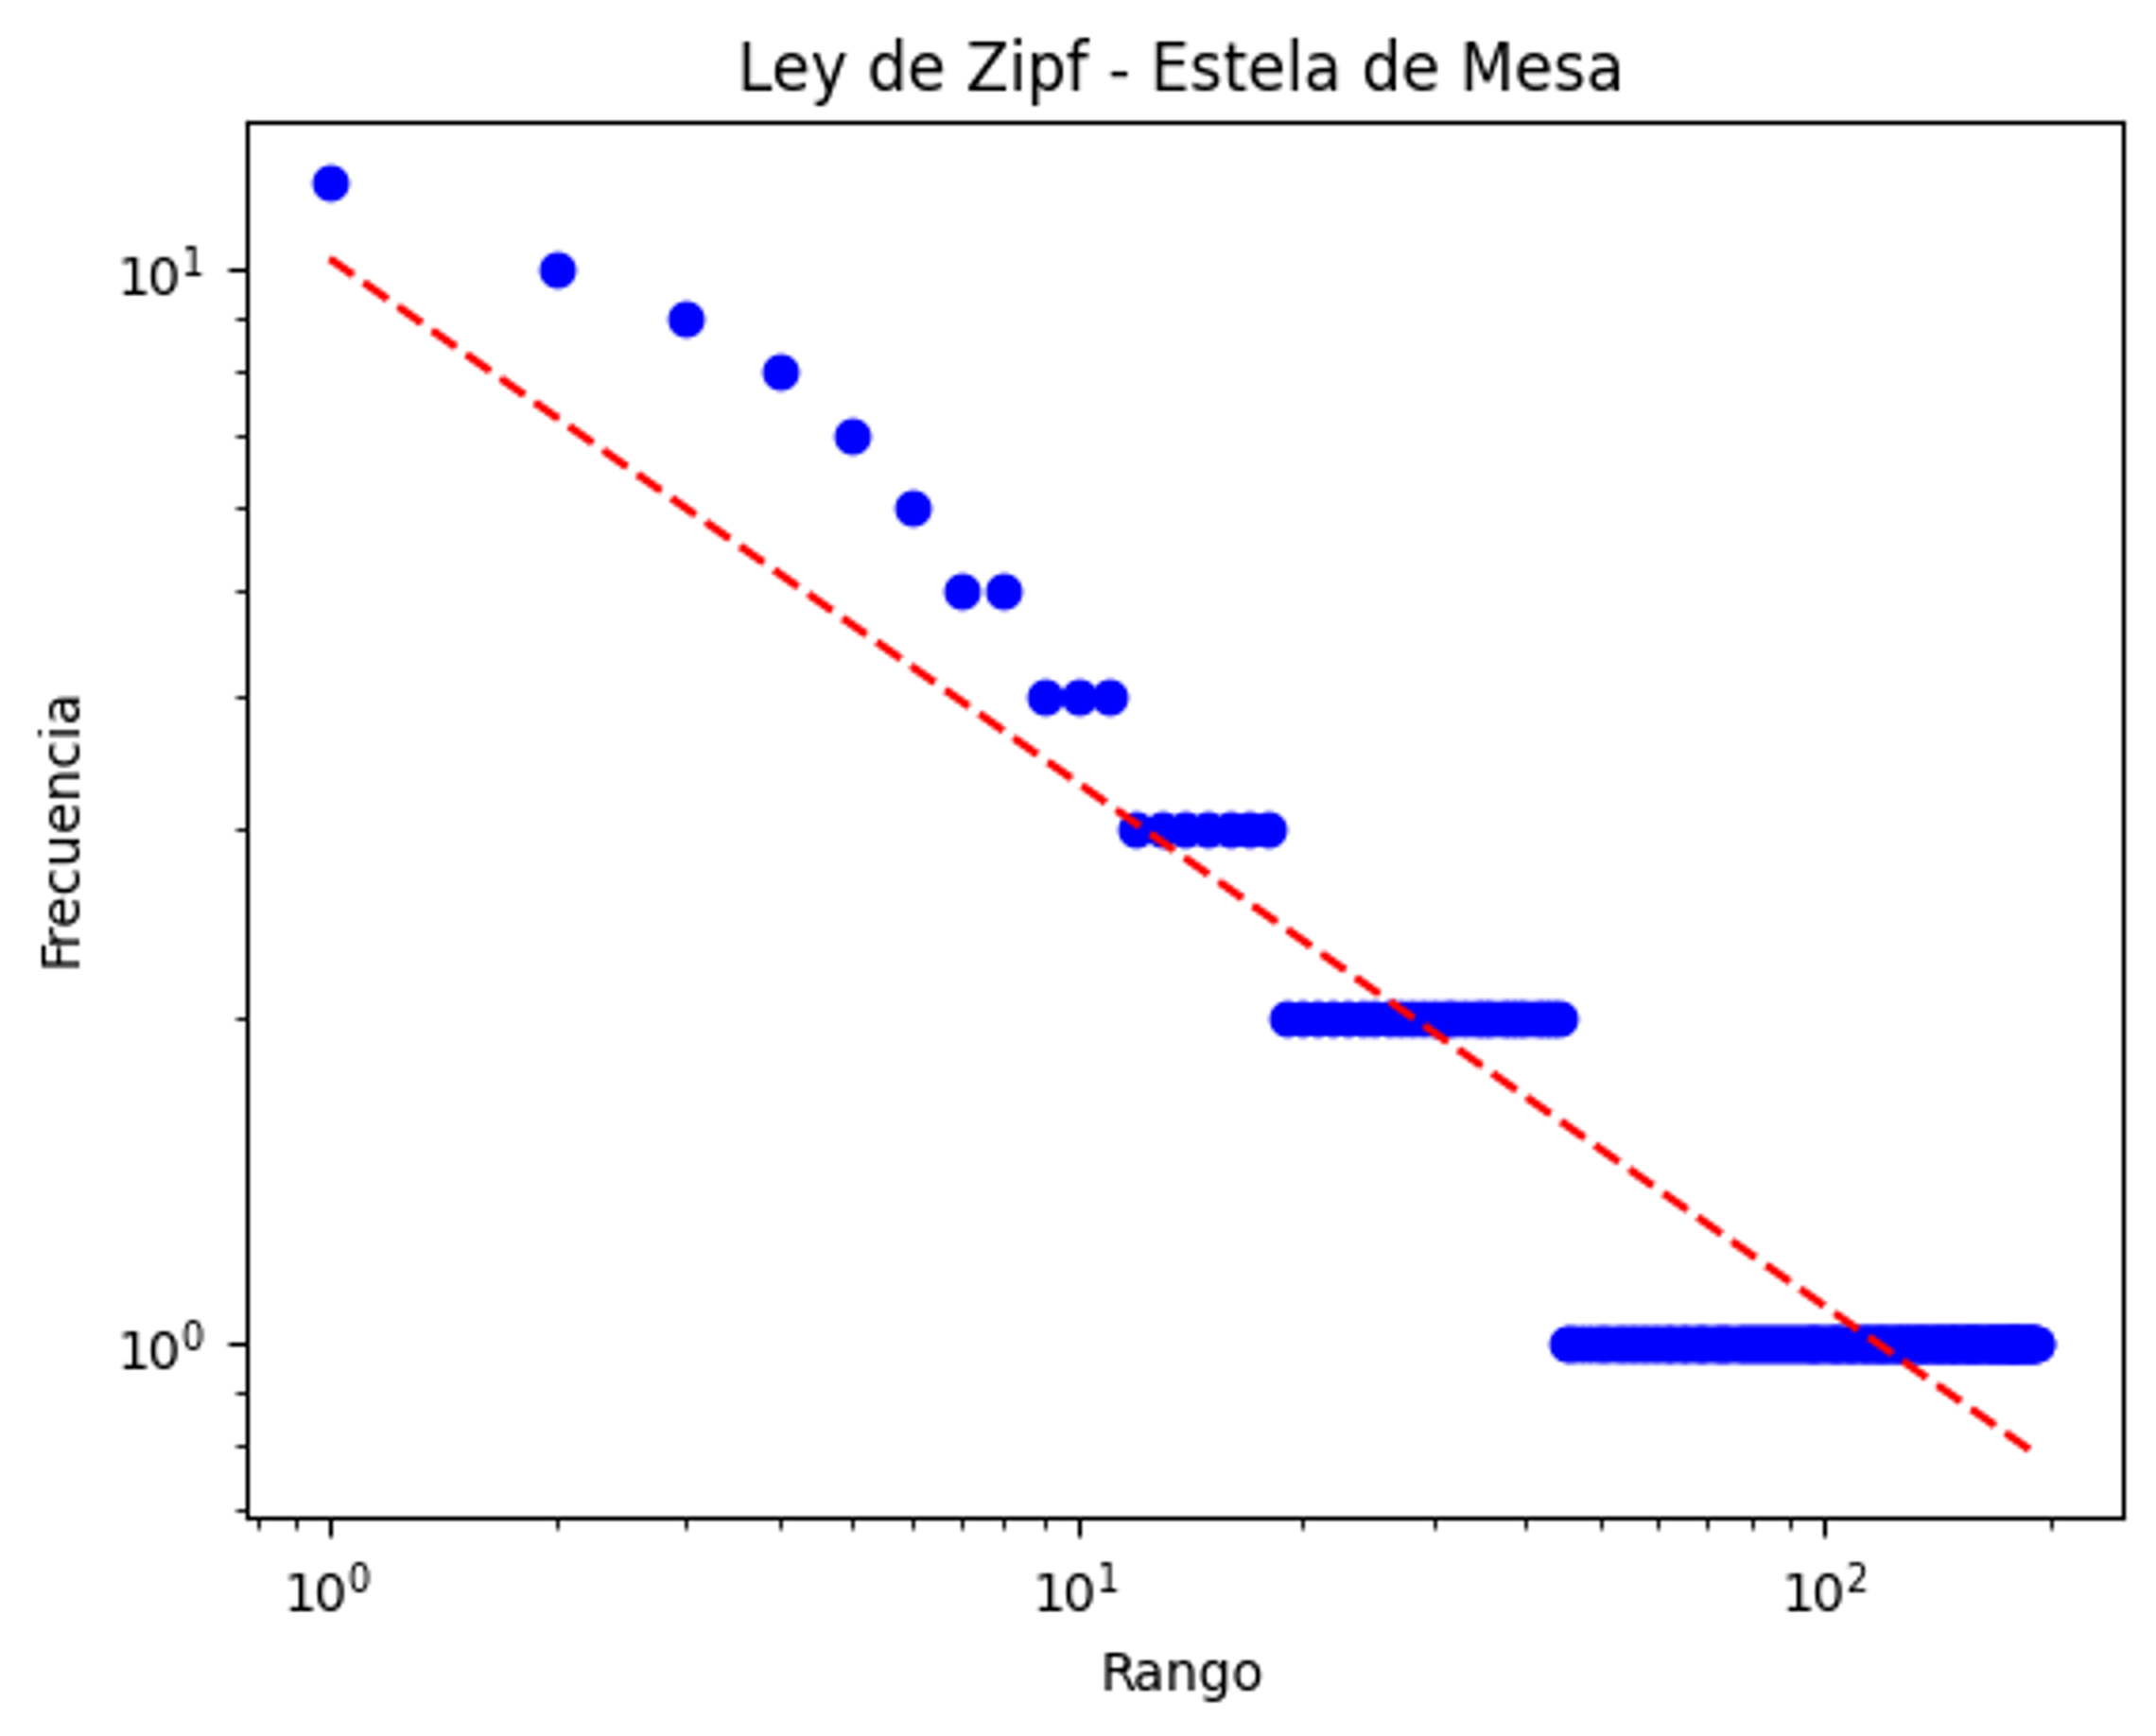 Ley de Zipf - Estela de Mesa
Frecuencia
10¹
10⁰
10⁰
10¹
10²
Rango